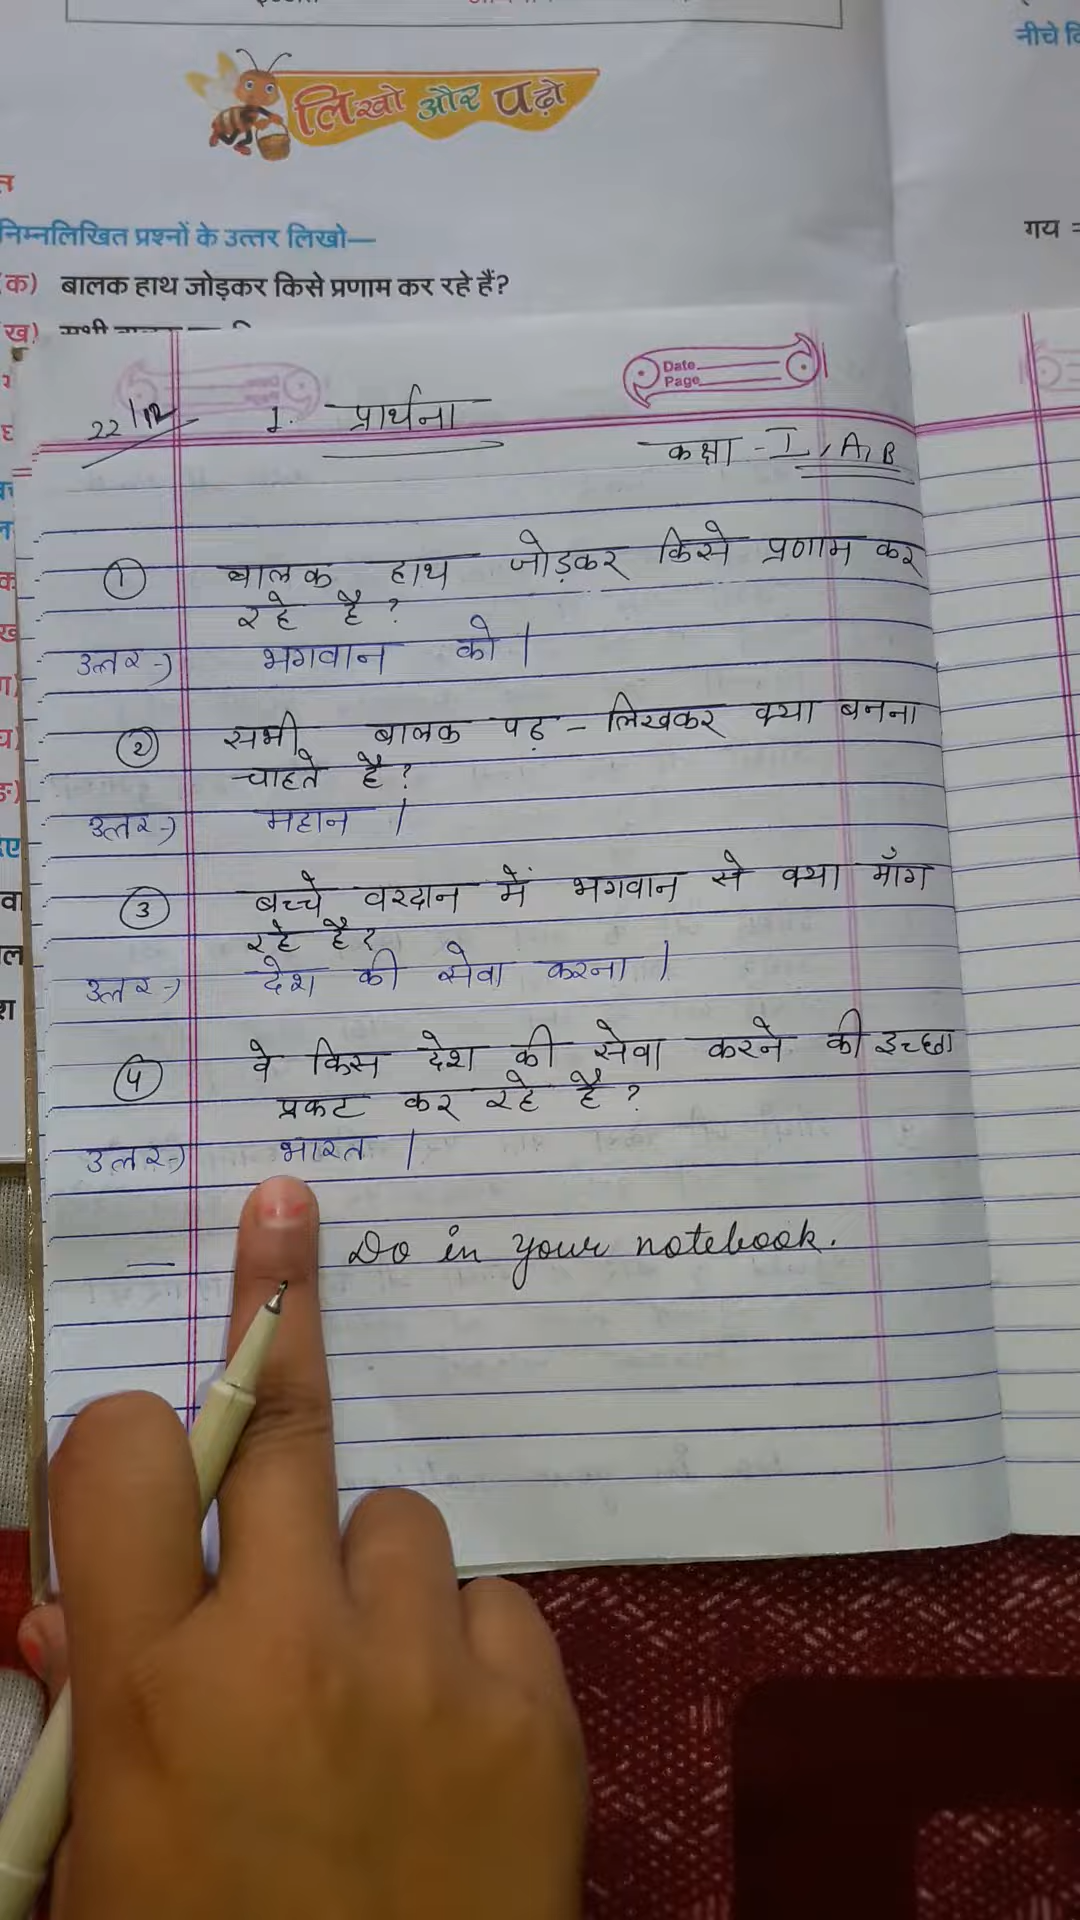 लिखो और पढ़ो
नीचे
निम्नलिखित प्रश्नों के उत्तर लिखो—
गय =
(क) बालक हाथ जोड़कर किसे प्रणाम कर रहे हैं?
(ख)
Date
Page
22/12 1. प्रार्थना
कक्षा - I, A, B
① बालक हाथ जोड़कर किसे प्रणाम कर
रहे है ?
उत्तर -) भगवान को |
② सभी बालक पढ़ - लिखकर क्या बनना
चाहते है ?
उत्तर -) महान |
③ बच्चे वरदान में भगवान से क्या माँग
रहे है ?
उत्तर -) देश की सेवा करना |
④ वे किस देश की सेवा करने की इच्छा
प्रकट कर रहे है ?
उत्तर -) भारत |
— Do in your notebook.